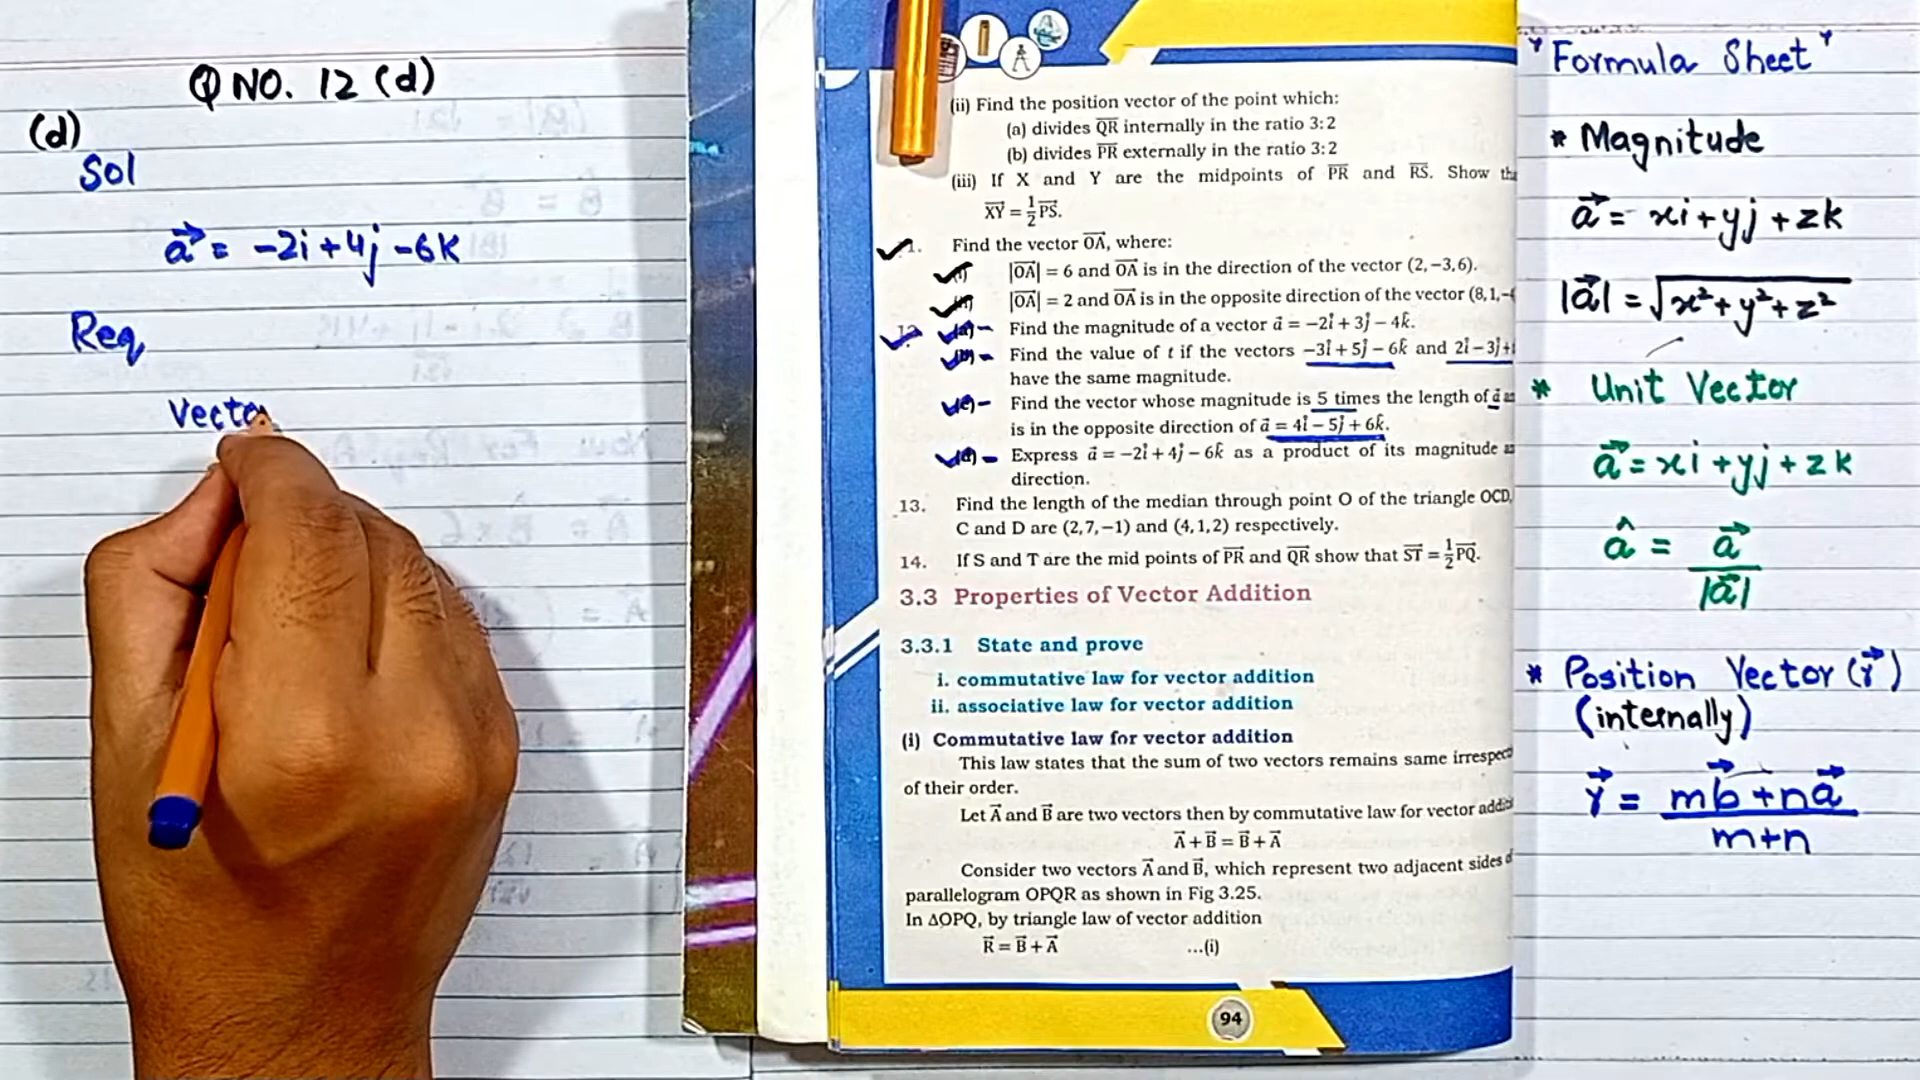 Q NO. 12 (d)
(d)
Sol
a⃗ = -2i + 4j - 6k
Req
Vector
(ii) Find the position vector of the point which:
(a) divides Q̅R̅ internally in the ratio 3:2
(b) divides P̅R̅ externally in the ratio 3:2
(iii) If X and Y are the midpoints of P̅R̅ and R̅S̅. Show
XY⃗ = 1/2 PS⃗.
1. Find the vector OA⃗, where:
(i) |OA⃗| = 6 and OA⃗ is in the direction of the vector (2,−3,6).
(ii) |OA⃗| = 2 and OA⃗ is in the opposite direction of the vector (8,1,−
12. (a) Find the magnitude of a vector a⃗ = −2î + 3ĵ − 4k̂.
(b) Find the value of t if the vectors −3î + 5ĵ − 6k̂ and 2î − 3ĵ +
have the same magnitude.
(c) Find the vector whose magnitude is 5 times the length of a⃗
is in the opposite direction of a⃗ = 4î − 5ĵ + 6k̂.
(d) Express a⃗ = −2î + 4ĵ − 6k̂ as a product of its magnitude
direction.
13. Find the length of the median through point O of the triangle OCD,
C and D are (2,7,−1) and (4,1,2) respectively.
14. If S and T are the mid points of PR⃗ and QR⃗ show that ST⃗ = 1/2 PQ⃗.
3.3 Properties of Vector Addition
3.3.1 State and prove
i. commutative law for vector addition
ii. associative law for vector addition
(i) Commutative law for vector addition
This law states that the sum of two vectors remains same irrespec
of their order.
Let A⃗ and B⃗ are two vectors then by commutative law for vector addi
A⃗ + B⃗ = B⃗ + A⃗
Consider two vectors A⃗ and B⃗, which represent two adjacent sides
parallelogram OPQR as shown in Fig 3.25.
In ΔOPQ, by triangle law of vector addition
R⃗ = B⃗ + A⃗ ...(i)
94
"Formula Sheet"
* Magnitude
a⃗ = xi + yj + zk
|a⃗| = √x² + y² + z²
* Unit Vector
a⃗ = xi + yj + zk
â = a⃗ / |a⃗|
* Position Vector (r⃗)
(internally)
r⃗ = mb⃗ + na⃗ / m+n